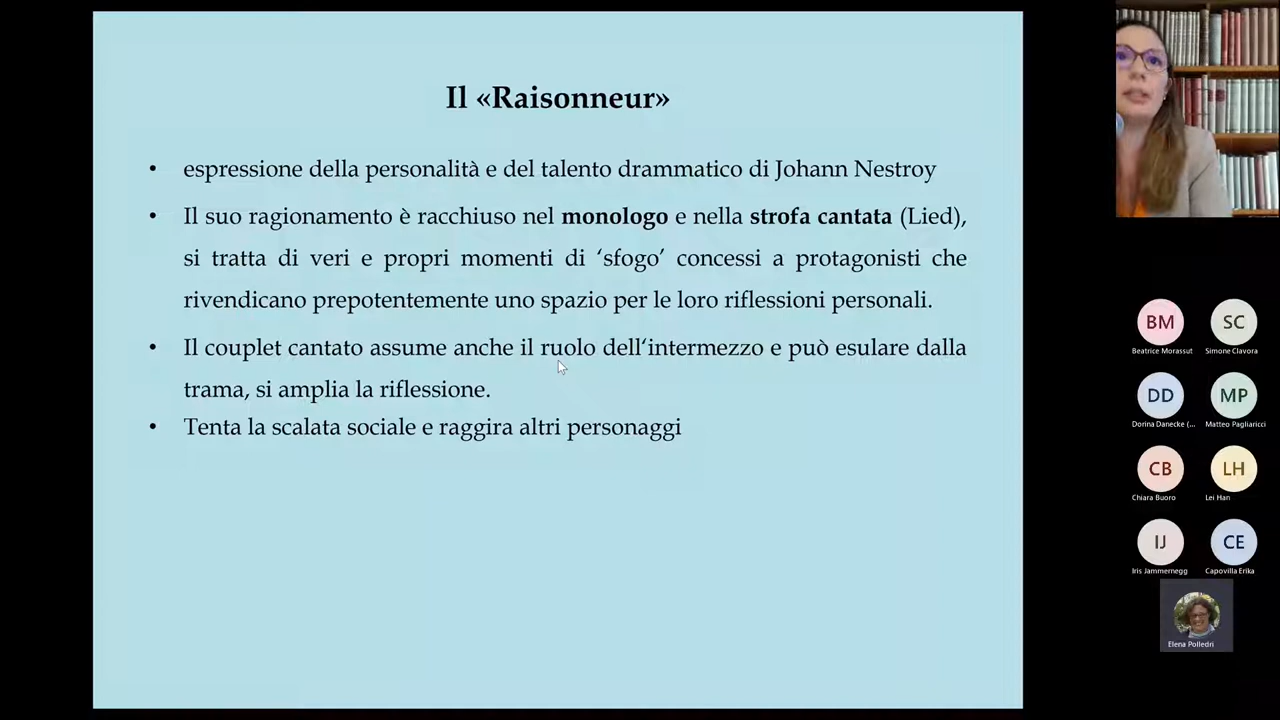 Il «Raisonneur»
• espressione della personalità e del talento drammatico di Johann Nestroy
• Il suo ragionamento è racchiuso nel monologo e nella strofa cantata (Lied),
si tratta di veri e propri momenti di ‘sfogo’ concessi a protagonisti che
rivendicano prepotentemente uno spazio per le loro riflessioni personali.
• Il couplet cantato assume anche il ruolo dell‘intermezzo e può esulare dalla
trama, si amplia la riflessione.
• Tenta la scalata sociale e raggira altri personaggi
BM
SC
Beatrice Morassut
Simone Clavora
DD
MP
Dorina Danecke (...
Matteo Pagliaricci
CB
LH
Chiara Buoro
Lei Han
IJ
CE
Iris Jammernegg
Capovilla Erika
Elena Polledri